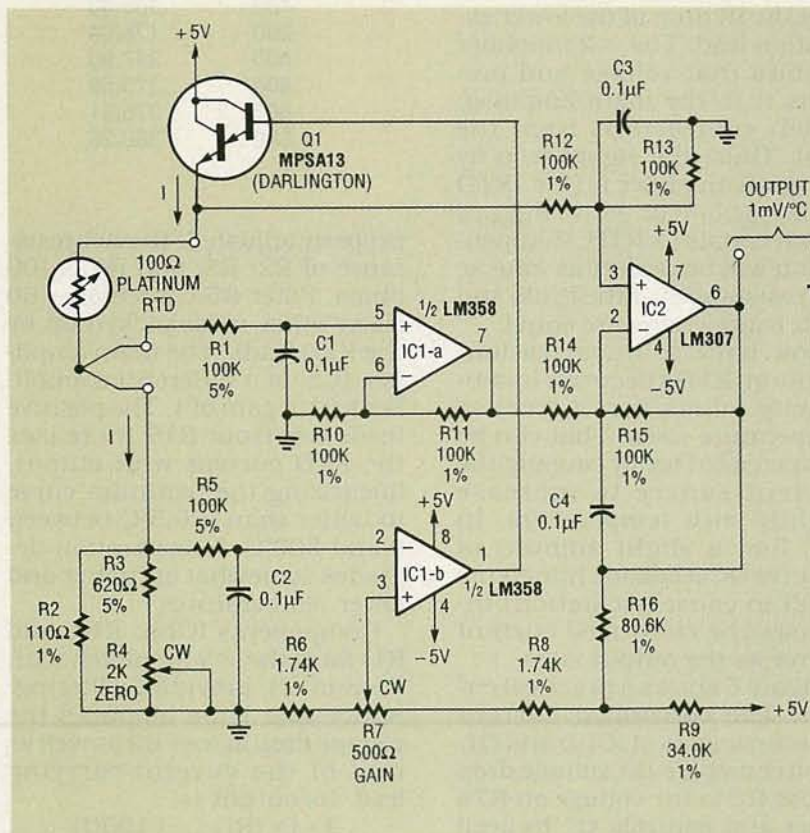 +5V
Q1
MPSA13
(DARLINGTON)
I
100Ω
PLATINUM
RTD
C3
0.1µF
R12
100K
1%
R13
100K
1%
OUTPUT
1mV/°C
+5V
3
7
6
2
4
IC2
LM307
-5V
R1
100K
5%
C1
0.1µF
½ LM358
5
6
7
IC1-a
R10
100K
1%
R11
100K
1%
R14
100K
1%
R15
100K
1%
I
R5
100K
5%
C2
0.1µF
+5V
8
2
3
1
4
IC1-b
½ LM358
-5V
C4
0.1µF
R2
110Ω
1%
R3
620Ω
5%
R4
2K
ZERO
CW
R6
1.74K
1%
CW
R7
500Ω
GAIN
R8
1.74K
1%
R16
80.6K
1%
R9
34.0K
1%
+5V